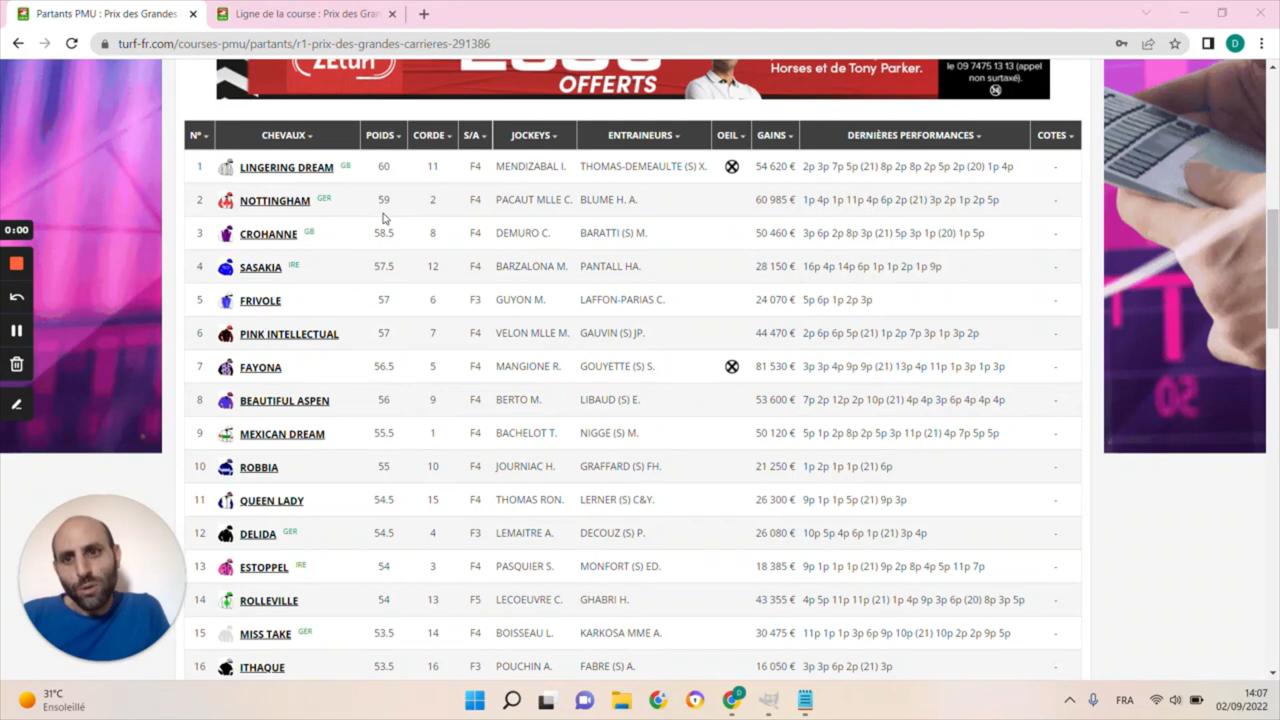 Partants PMU : Prix des Grandes
Ligne de la course : Prix des Gran
turf-fr.com/courses-pmu/partants/r1-prix-des-grandes-carrieres-291386
D
ZEturf
OFFERTS
Horses et de Tony Parker.
le 09 7475 13 13 (appel
non surtaxé).
N° CHEVAUX POIDS CORDE S/A JOCKEYS ENTRAINEURS OEIL GAINS DERNIÈRES PERFORMANCES COTES
1 LINGERING DREAM GB 60 11 F4 MENDIZABAL I. THOMAS-DEMEAULTE (S) X. 54 620 € 2p 3p 7p 5p (21) 8p 2p 8p 2p 5p 2p (20) 1p 4p -
2 NOTTINGHAM GER 59 2 F4 PACAUT MLLE C. BLUME H. A. 60 985 € 1p 4p 1p 11p 4p 6p 2p (21) 3p 2p 1p 2p 5p -
3 CROHANNE GB 58.5 8 F4 DEMURO C. BARATTI (S) M. 50 460 € 3p 6p 2p 8p 3p (21) 5p 3p 1p (20) 1p 5p -
4 SASAKIA IRE 57.5 12 F4 BARZALONA M. PANTALL HA. 28 150 € 16p 4p 14p 6p 1p 1p 2p 1p 9p -
5 FRIVOLE 57 6 F3 GUYON M. LAFFON-PARIAS C. 24 070 € 5p 6p 1p 2p 3p -
6 PINK INTELLECTUAL 57 7 F4 VELON MLLE M. GAUVIN (S) JP. 44 470 € 2p 6p 6p 5p (21) 1p 2p 7p 3p 1p 3p 2p -
7 FAYONA 56.5 5 F4 MANGIONE R. GOUYETTE (S) S. 81 530 € 3p 3p 4p 9p 9p (21) 13p 4p 11p 1p 3p 1p 3p -
8 BEAUTIFUL ASPEN 56 9 F4 BERTO M. LIBAUD (S) E. 53 600 € 7p 2p 12p 2p 10p (21) 4p 4p 3p 6p 4p 4p 4p -
9 MEXICAN DREAM 55.5 1 F4 BACHELOT T. NIGGE (S) M. 50 120 € 5p 1p 2p 8p 2p 5p 3p 11p (21) 4p 7p 5p 5p -
10 ROBBIA 55 10 F4 JOURNIAC H. GRAFFARD (S) FH. 21 250 € 1p 2p 1p 1p (21) 6p -
11 QUEEN LADY 54.5 15 F4 THOMAS RON. LERNER (S) C&Y. 26 300 € 9p 1p 1p 5p (21) 9p 3p -
12 DELIDA GER 54.5 4 F3 LEMAITRE A. DECOUZ (S) P. 26 080 € 10p 5p 4p 6p 1p (21) 3p 4p -
13 ESTOPPEL IRE 54 3 F4 PASQUIER S. MONFORT (S) ED. 18 385 € 9p 1p 1p 1p (21) 9p 2p 8p 4p 5p 11p 7p -
14 ROLLEVILLE 54 13 F5 LECOEUVRE C. GHABRI H. 43 355 € 4p 5p 11p 11p (21) 1p 4p 9p 3p 6p (20) 8p 3p 5p -
15 MISS TAKE GER 53.5 14 F4 BOISSEAU L. KARKOSA MME A. 30 475 € 11p 1p 1p 3p 6p 9p 10p (21) 10p 2p 2p 9p 5p -
16 ITHAQUE 53.5 16 F3 POUCHIN A. FABRE (S) A. 16 050 € 3p 3p 6p 2p (21) 3p -
0:00
31°C
Ensoleillé
D
FRA
14:07
02/09/2022